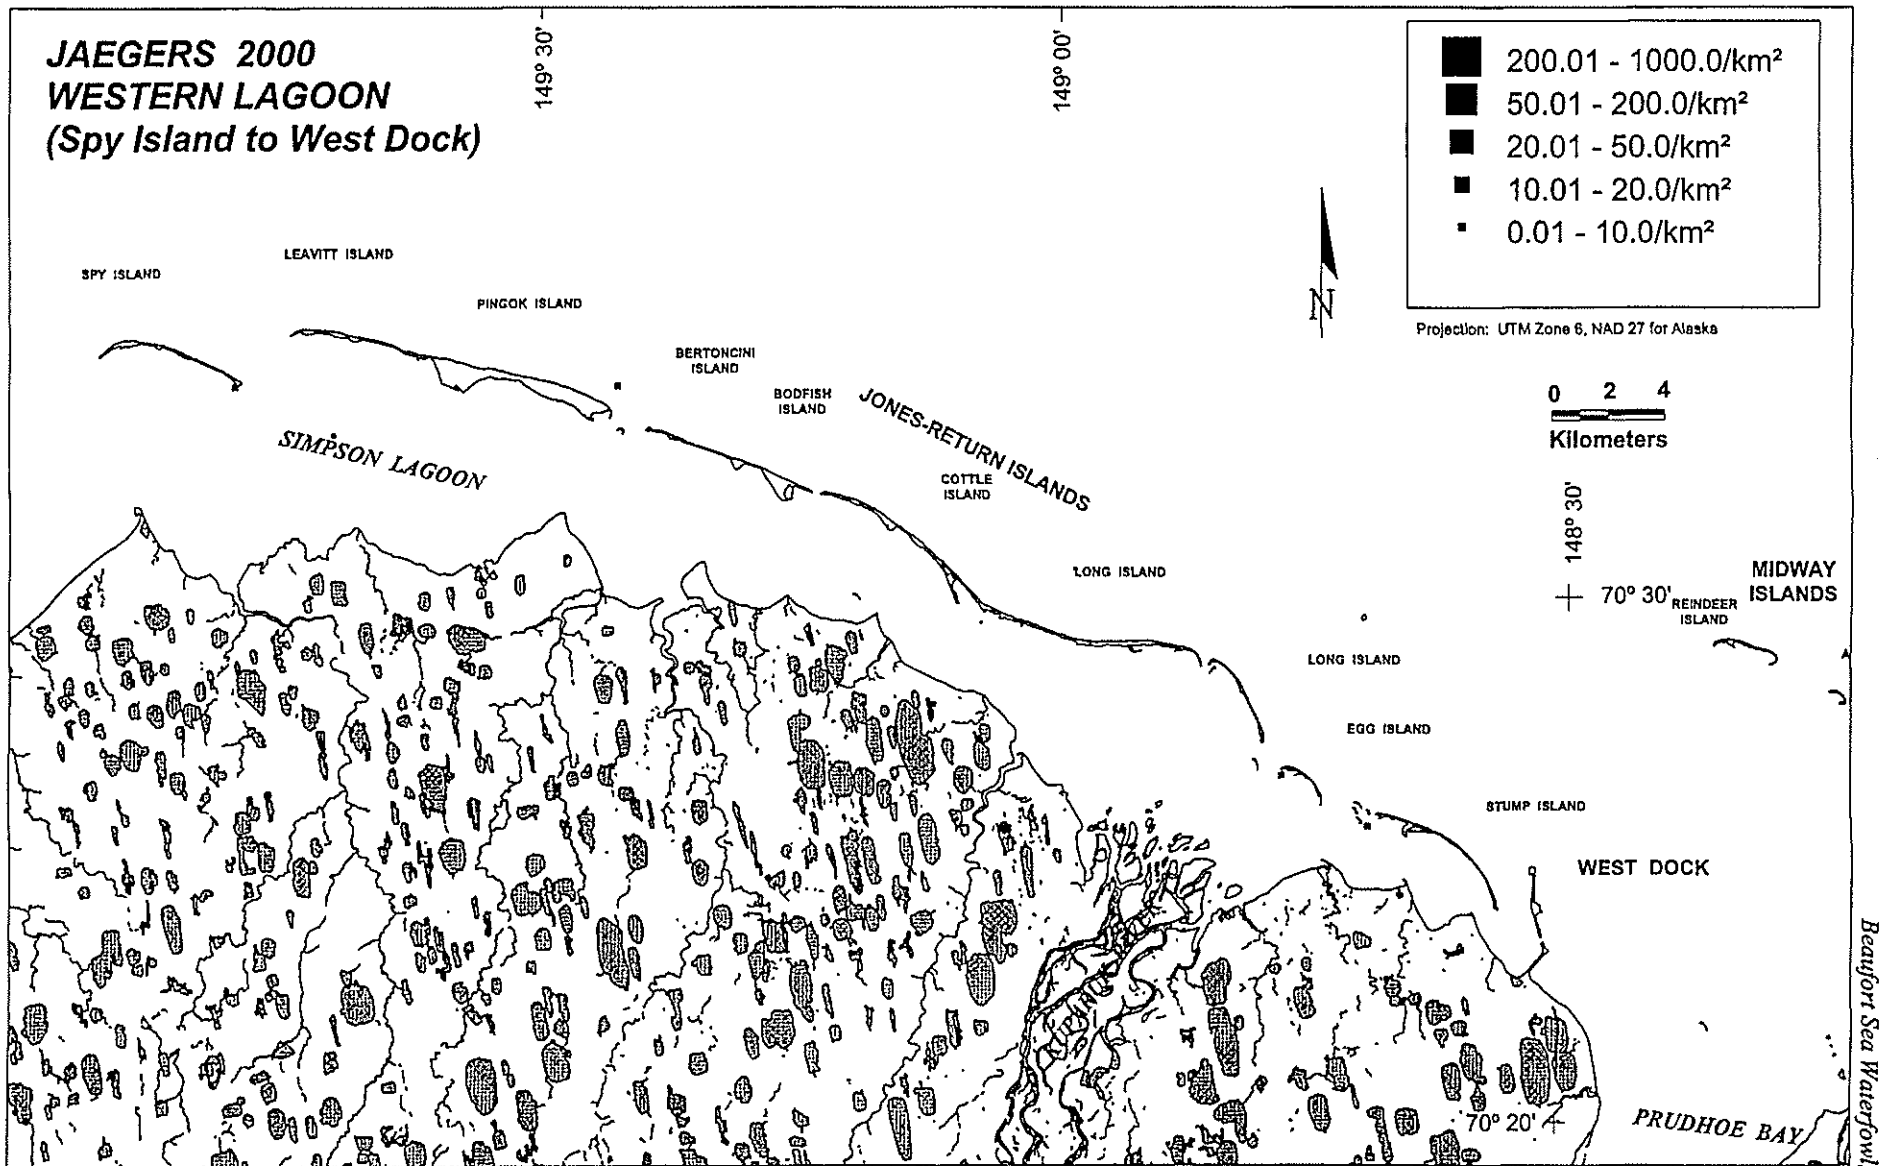 JAEGERS 2000
WESTERN LAGOON
(Spy Island to West Dock)
149° 30'
149° 00'
200.01 - 1000.0/km²
50.01 - 200.0/km²
20.01 - 50.0/km²
10.01 - 20.0/km²
0.01 - 10.0/km²
Projection: UTM Zone 6, NAD 27 for Alaska
N
0 2 4
Kilometers
SPY ISLAND
LEAVITT ISLAND
PINGOK ISLAND
BERTONCINI
ISLAND
BODFISH
ISLAND
JONES-RETURN ISLANDS
COTTLE
ISLAND
SIMPSON LAGOON
LONG ISLAND
148° 30'
70° 30'
MIDWAY
ISLANDS
REINDEER
ISLAND
LONG ISLAND
EGG ISLAND
STUMP ISLAND
WEST DOCK
70° 20'
PRUDHOE BAY
Beaufort Sea Waterfowl